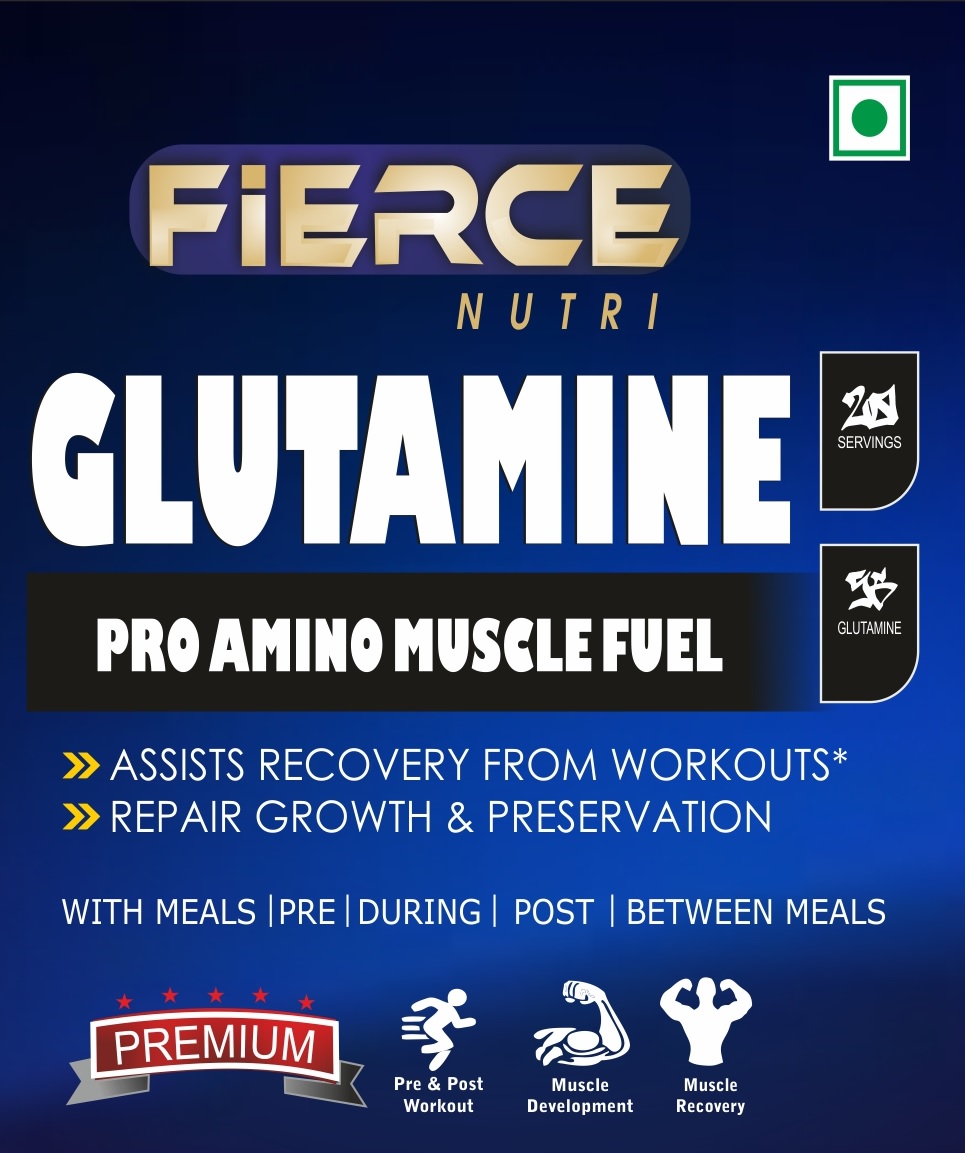 FiERCE
NUTRI
GLUTAMINE
20
SERVINGS
PRO AMINO MUSCLE FUEL
GLUTAMINE
ASSISTS RECOVERY FROM WORKOUTS*
REPAIR GROWTH & PRESERVATION
WITH MEALS |PRE |DURING | POST | BETWEEN MEALS
PREMIUM
Pre & Post
Workout
Muscle
Development
Muscle
Recovery